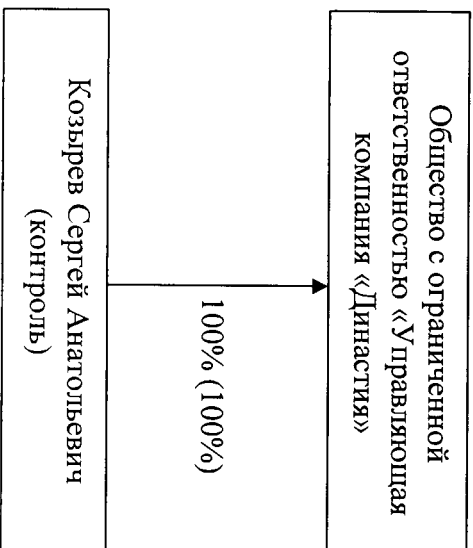 Общество с ограниченной
ответственностью «Управляющая
компания «Династия»
100% (100%)
Козырев Сергей Анатольевич
(контроль)